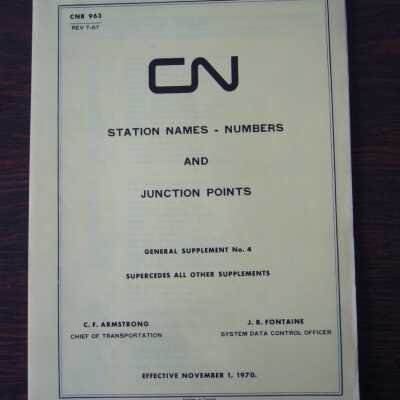 CNR 963
REV 7-67
CN
STATION NAMES - NUMBERS
AND
JUNCTION POINTS
GENERAL SUPPLEMENT No. 4
SUPERCEDES ALL OTHER SUPPLEMENTS
C. F. ARMSTRONG
CHIEF OF TRANSPORTATION
J. B. FONTAINE
SYSTEM DATA CONTROL OFFICER
EFFECTIVE NOVEMBER 1, 1970.